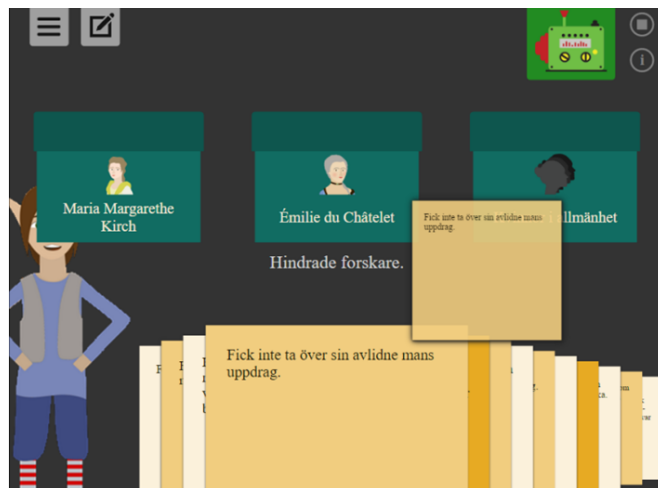 Maria Margarethe
Kirch
Émilie du Châtelet
i allmänhet
Fick inte ta över sin avlidne mans
uppdrag.
Hindrade forskare.
Fick inte ta över sin avlidne mans
uppdrag.